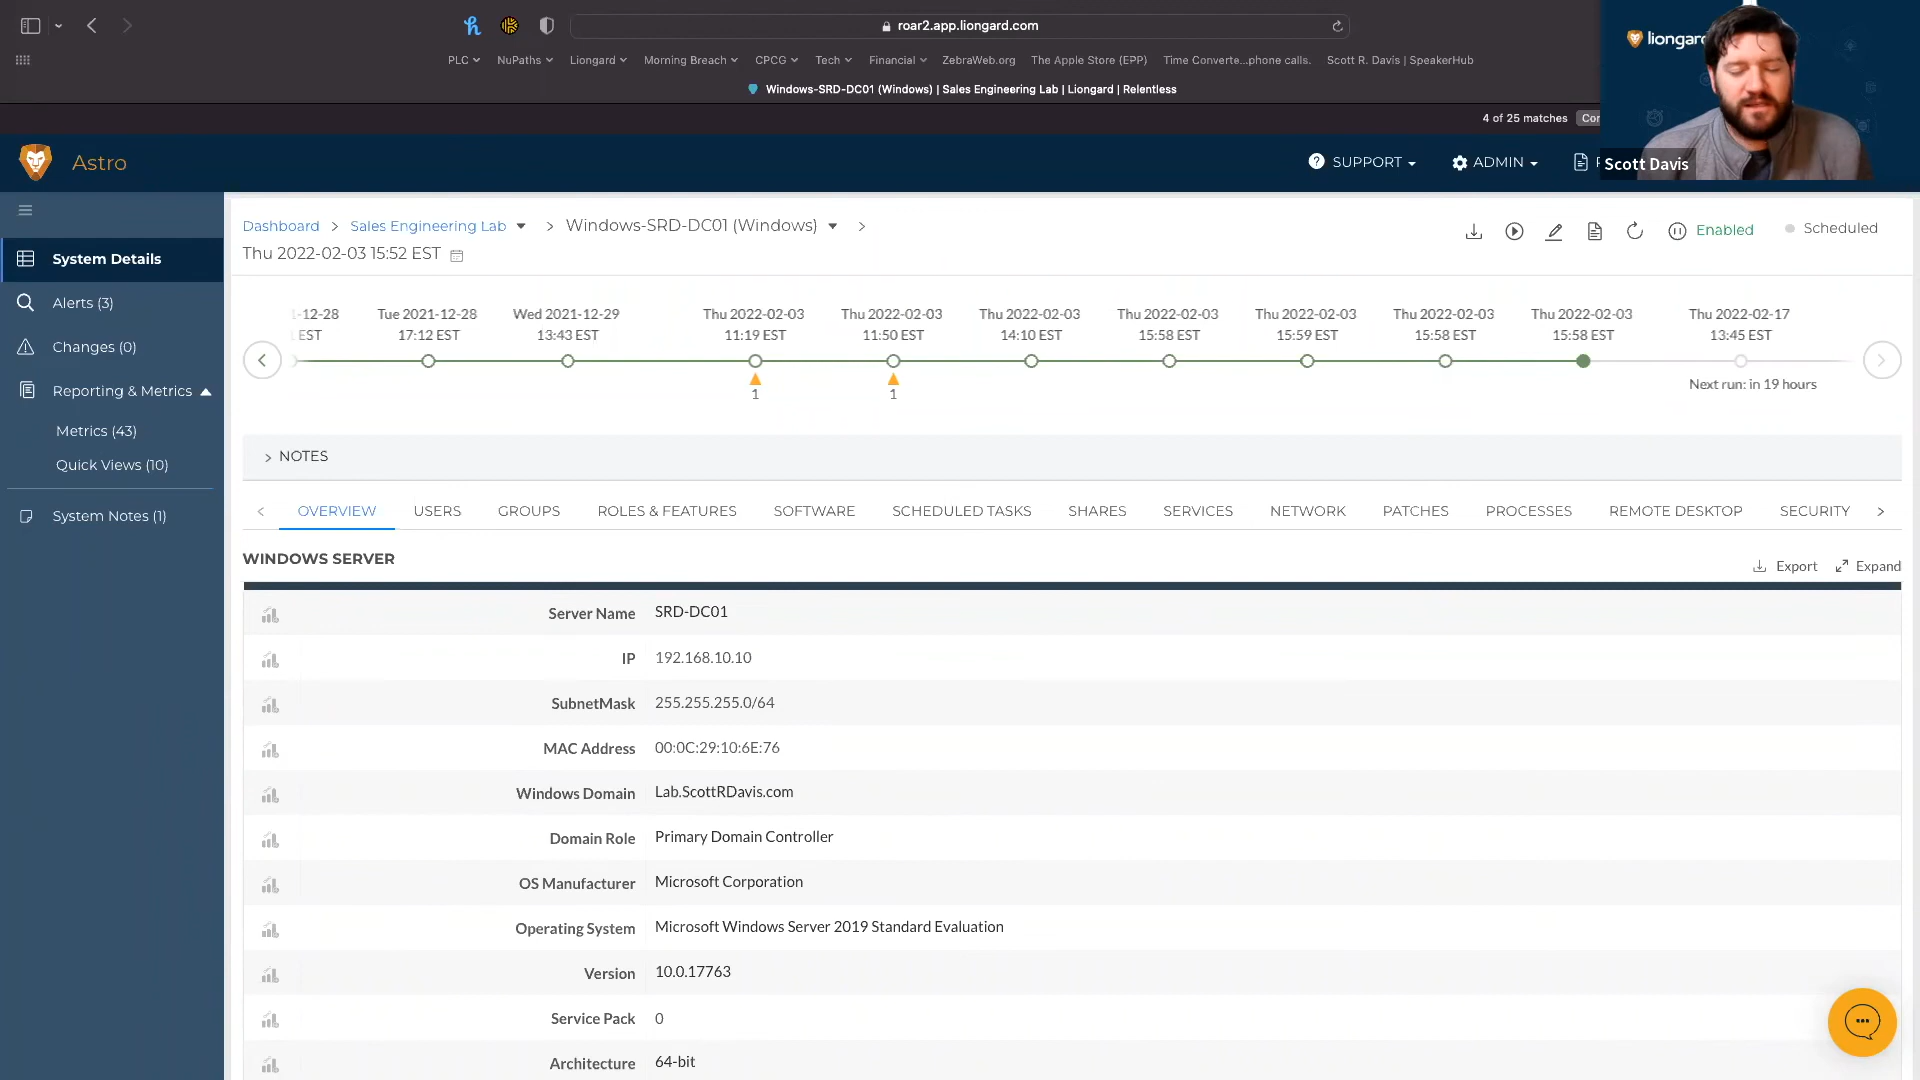 roar2.app.liongard.com
PLC NuPaths Liongard Morning Breach CPCG Tech Financial ZebraWeb.org The Apple Store (EPP) Time Converte...phone calls. Scott R. Davis | SpeakerHub
Windows-SRD-DC01 (Windows) | Sales Engineering Lab | Liongard | Relentless
4 of 25 matches
liongard
Scott Davis
Astro
SUPPORT ADMIN
System Details
Alerts (3)
Changes (0)
Reporting & Metrics
Metrics (43)
Quick Views (10)
System Notes (1)
Dashboard > Sales Engineering Lab > Windows-SRD-DC01 (Windows) >
Thu 2022-02-03 15:52 EST
Enabled Scheduled
-12-28 Tue 2021-12-28 Wed 2021-12-29 Thu 2022-02-03 Thu 2022-02-03 Thu 2022-02-03 Thu 2022-02-03 Thu 2022-02-03 Thu 2022-02-03 Thu 2022-02-03 Thu 2022-02-17
EST 17:12 EST 13:43 EST 11:19 EST 11:50 EST 14:10 EST 15:58 EST 15:59 EST 15:58 EST 15:58 EST 13:45 EST
1 1 Next run: in 19 hours
> NOTES
< OVERVIEW USERS GROUPS ROLES & FEATURES SOFTWARE SCHEDULED TASKS SHARES SERVICES NETWORK PATCHES PROCESSES REMOTE DESKTOP SECURITY >
WINDOWS SERVER
Export Expand
Server Name SRD-DC01
IP 192.168.10.10
SubnetMask 255.255.255.0/64
MAC Address 00:0C:29:10:6E:76
Windows Domain Lab.ScottRDavis.com
Domain Role Primary Domain Controller
OS Manufacturer Microsoft Corporation
Operating System Microsoft Windows Server 2019 Standard Evaluation
Version 10.0.17763
Service Pack 0
Architecture 64-bit